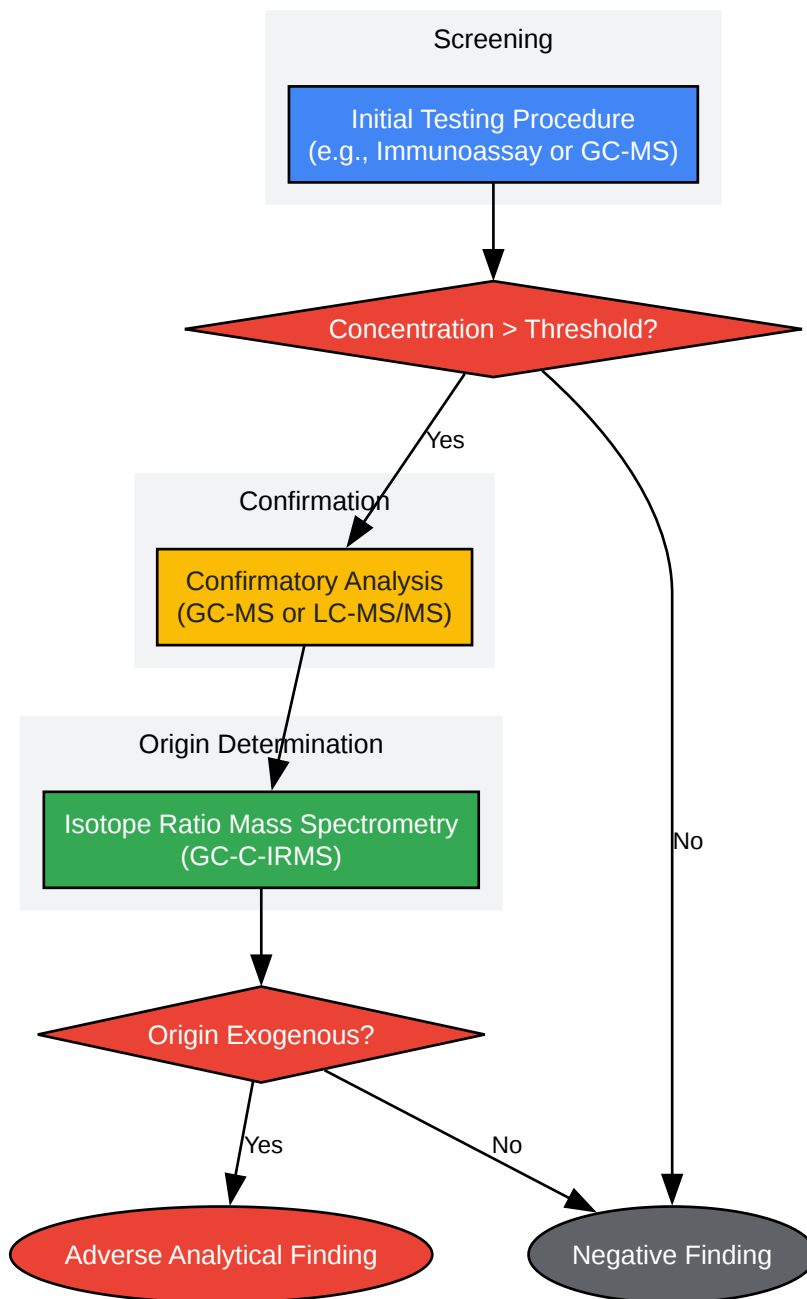 Screening
Initial Testing Procedure
(e.g., Immunoassay or GC-MS)
Concentration > Threshold?
Yes
Confirmation
Confirmatory Analysis
(GC-MS or LC-MS/MS)
Origin Determination
Isotope Ratio Mass Spectrometry
(GC-C-IRMS)
No
Origin Exogenous?
Yes
No
Adverse Analytical Finding
Negative Finding